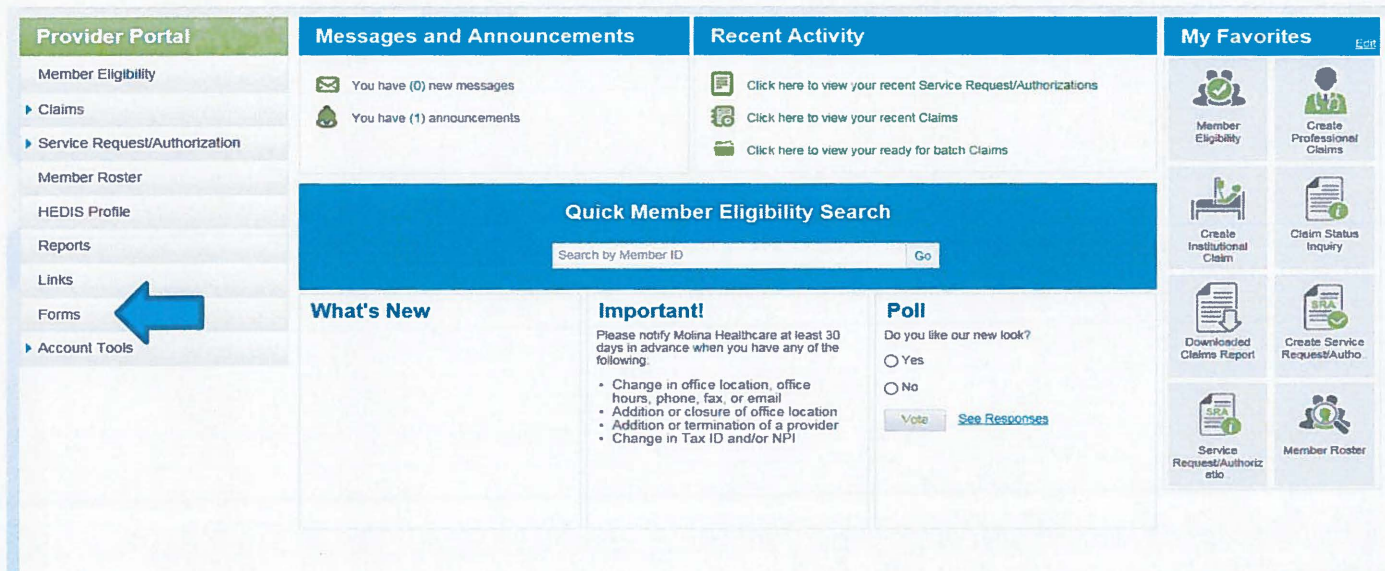 Provider Portal
Member Eligibility
Claims
Service Request/Authorization
Member Roster
HEDIS Profile
Reports
Links
Forms
Account Tools
Messages and Announcements
You have (0) new messages
You have (1) announcements
Recent Activity
Click here to view your recent Service Request/Authorizations
Click here to view your recent Claims
Click here to view your ready for batch Claims
Quick Member Eligibility Search
Search by Member ID
Go
What's New
Important!
Please notify Molina Healthcare at least 30
days in advance when you have any of the
following.
• Change in office location, office
hours, phone, fax, or email
• Addition or closure of office location
• Addition or termination of a provider
• Change in Tax ID and/or NPI
Poll
Do you like our new look?
Yes
No
Vote
See Responses
My Favorites
Edit
Member
Eligibility
Create
Professional
Claims
Create
Institutional
Claim
Claim Status
Inquiry
Downloaded
Claims Report
SRA
Create Service
Request/Autho..
SRA
Service
Request/Authoriz
atio..
Member Roster